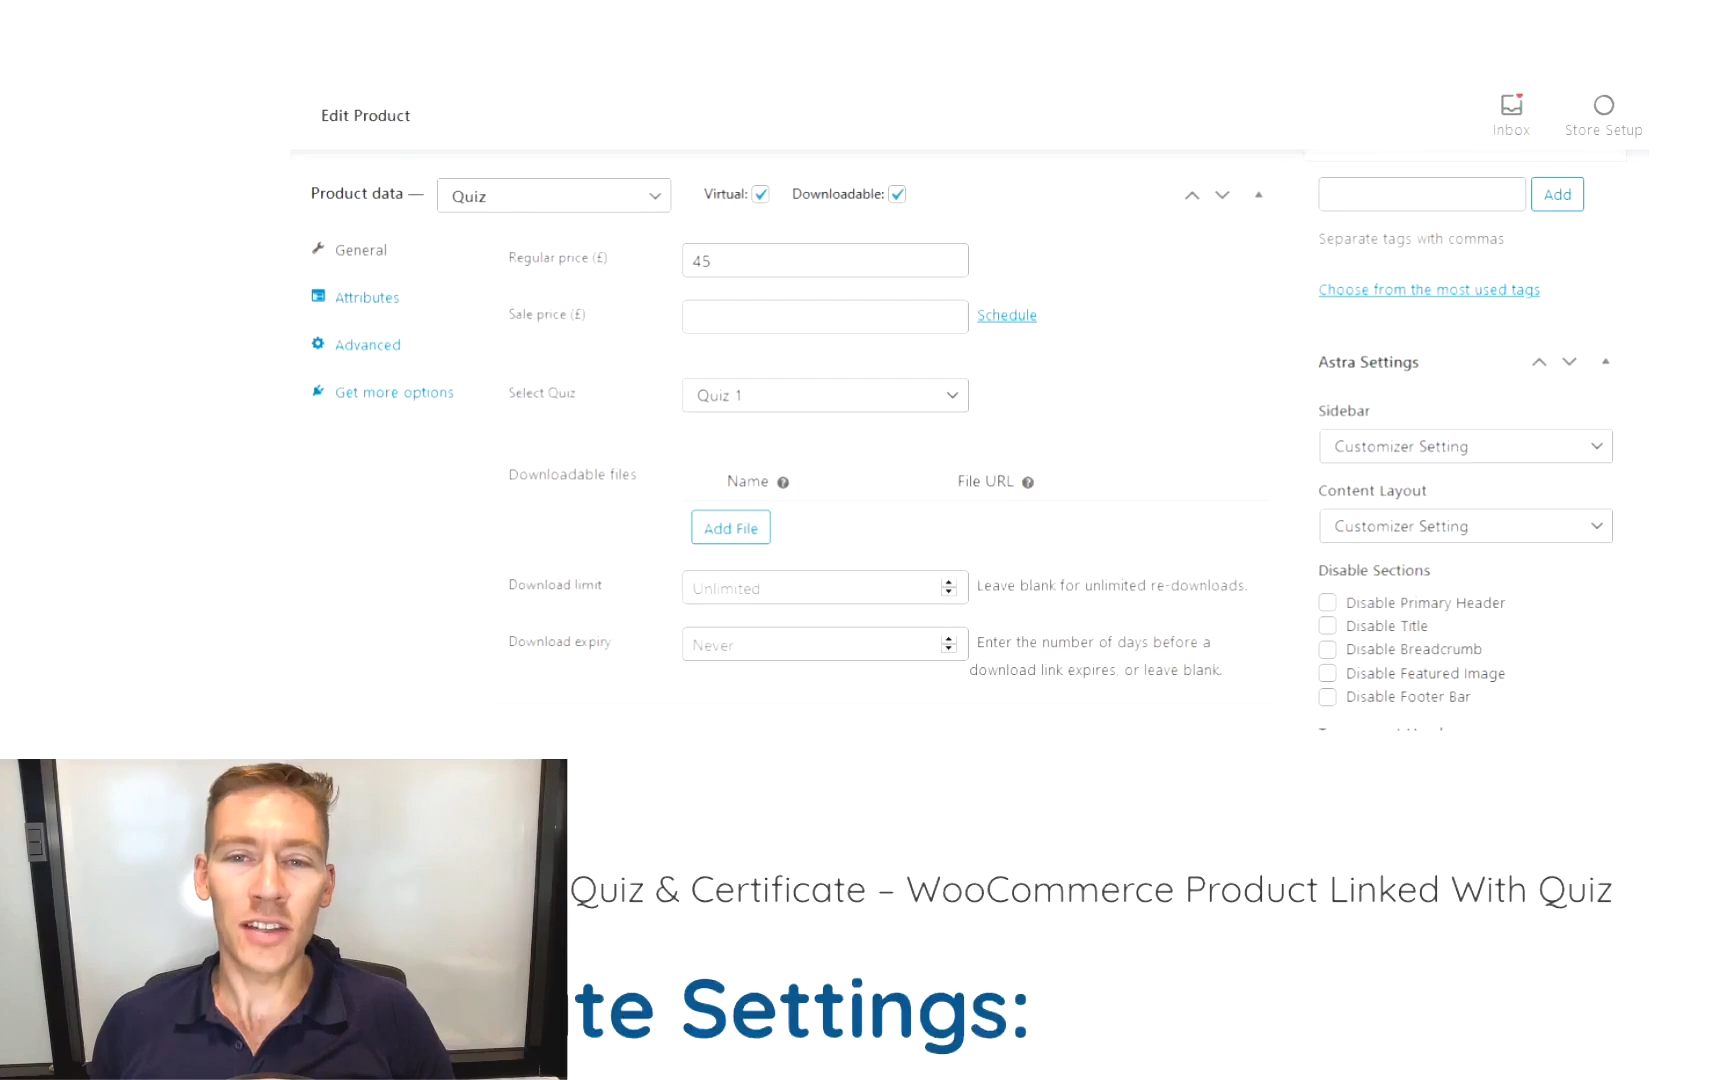 Edit Product
Inbox
Store Setup
Product data —
Quiz
Virtual:
Downloadable:
Add
Separate tags with commas
Choose from the most used tags
General
Attributes
Advanced
Get more options
Regular price (£)
45
Sale price (£)
Schedule
Select Quiz
Quiz 1
Downloadable files
Name
File URL
Add File
Download limit
Unlimited
Leave blank for unlimited re-downloads.
Download expiry
Never
Enter the number of days before a
download link expires, or leave blank.
Astra Settings
Sidebar
Customizer Setting
Content Layout
Customizer Setting
Disable Sections
Disable Primary Header
Disable Title
Disable Breadcrumb
Disable Featured Image
Disable Footer Bar
Quiz & Certificate – WooCommerce Product Linked With Quiz
te Settings: